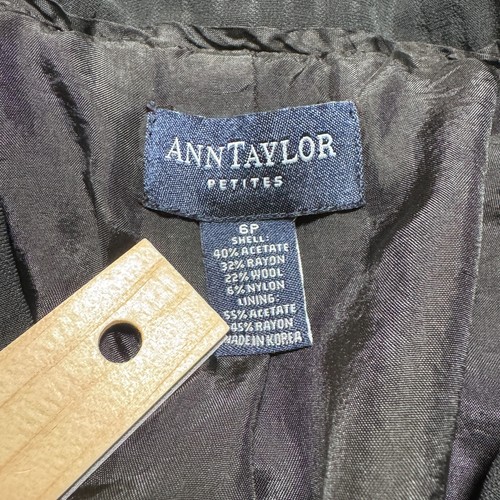 ANNTAYLOR
PETITES
6P
SHELL:
40% ACETATE
32% RAYON
22% WOOL
6% NYLON
LINING:
55% ACETATE
45% RAYON
MADE IN KOREA